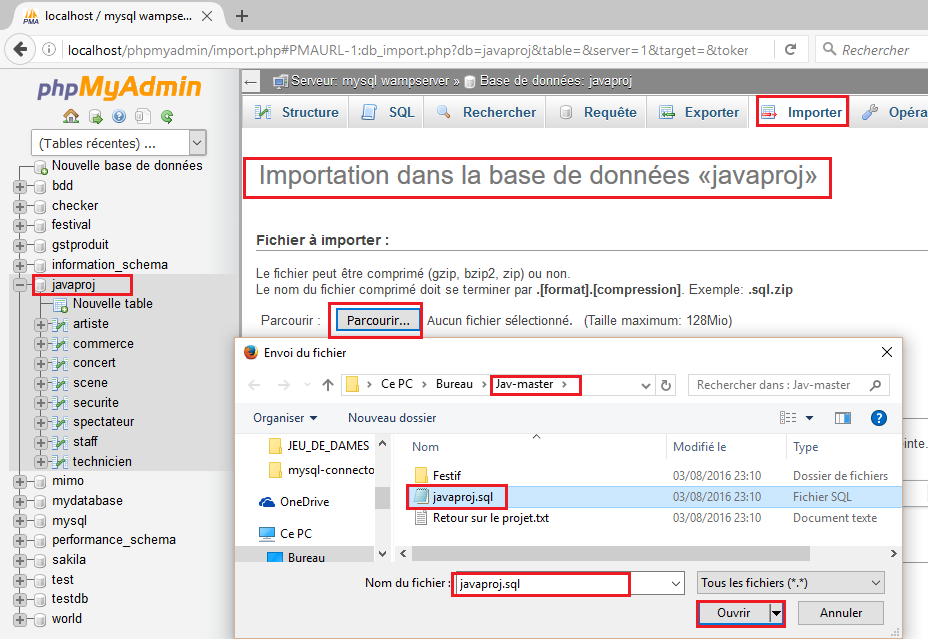 localhost / mysql wampse...
localhost/phpmyadmin/import.php#PMAURL-1:db_import.php?db=javaproj&table=&server=1&target=&token
Rechercher
phpMyAdmin
(Tables récentes) ...
Nouvelle base de données
bdd
checker
festival
gstproduit
information_schema
javaproj
Nouvelle table
artiste
commerce
concert
scene
securite
spectateur
staff
technicien
mimo
mydatabase
mysql
performance_schema
sakila
test
testdb
world
Serveur: mysql wampserver » Base de données: javaproj
Structure SQL Rechercher Requête Exporter Importer Opéra
Importation dans la base de données «javaproj»
Fichier à importer :
Le fichier peut être comprimé (gzip, bzip2, zip) ou non.
Le nom du fichier comprimé doit se terminer par .[format].[compression]. Exemple: .sql.zip
Parcourir : Parcourir... Aucun fichier sélectionné. (Taille maximum: 128Mio)
Envoi du fichier
Ce PC Bureau Jav-master
Rechercher dans : Jav-master
Organiser Nouveau dossier
JEU_DE_DAMES
mysql-connecto
OneDrive
Ce PC
Bureau
Nom Modifié le Type
Festif 03/08/2016 23:10 Dossier de fichiers
javaproj.sql 03/08/2016 23:10 Fichier SQL
Retour sur le projet.txt 03/08/2016 23:10 Document texte
Nom du fichier : javaproj.sql Tous les fichiers (*.*)
Ouvrir Annuler
inte.